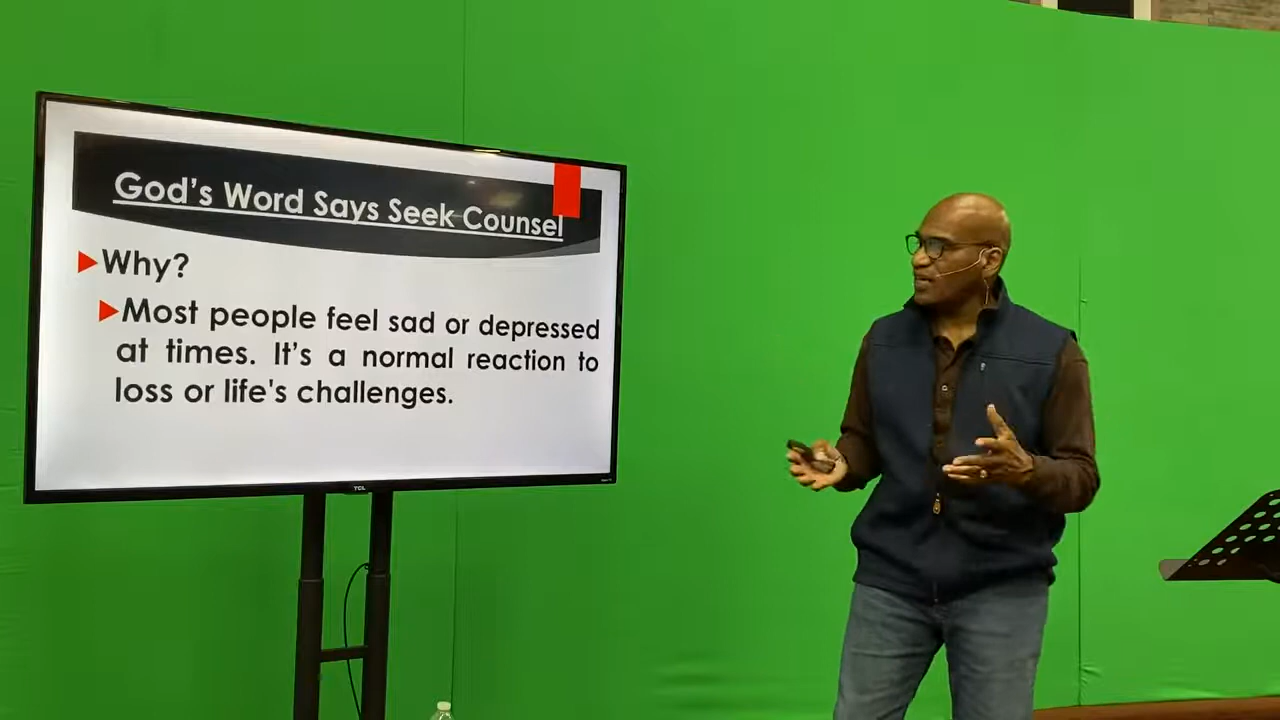 God's Word Says Seek Counsel
Why?
Most people feel sad or depressed
at times. It's a normal reaction to
loss or life's challenges.
TCL